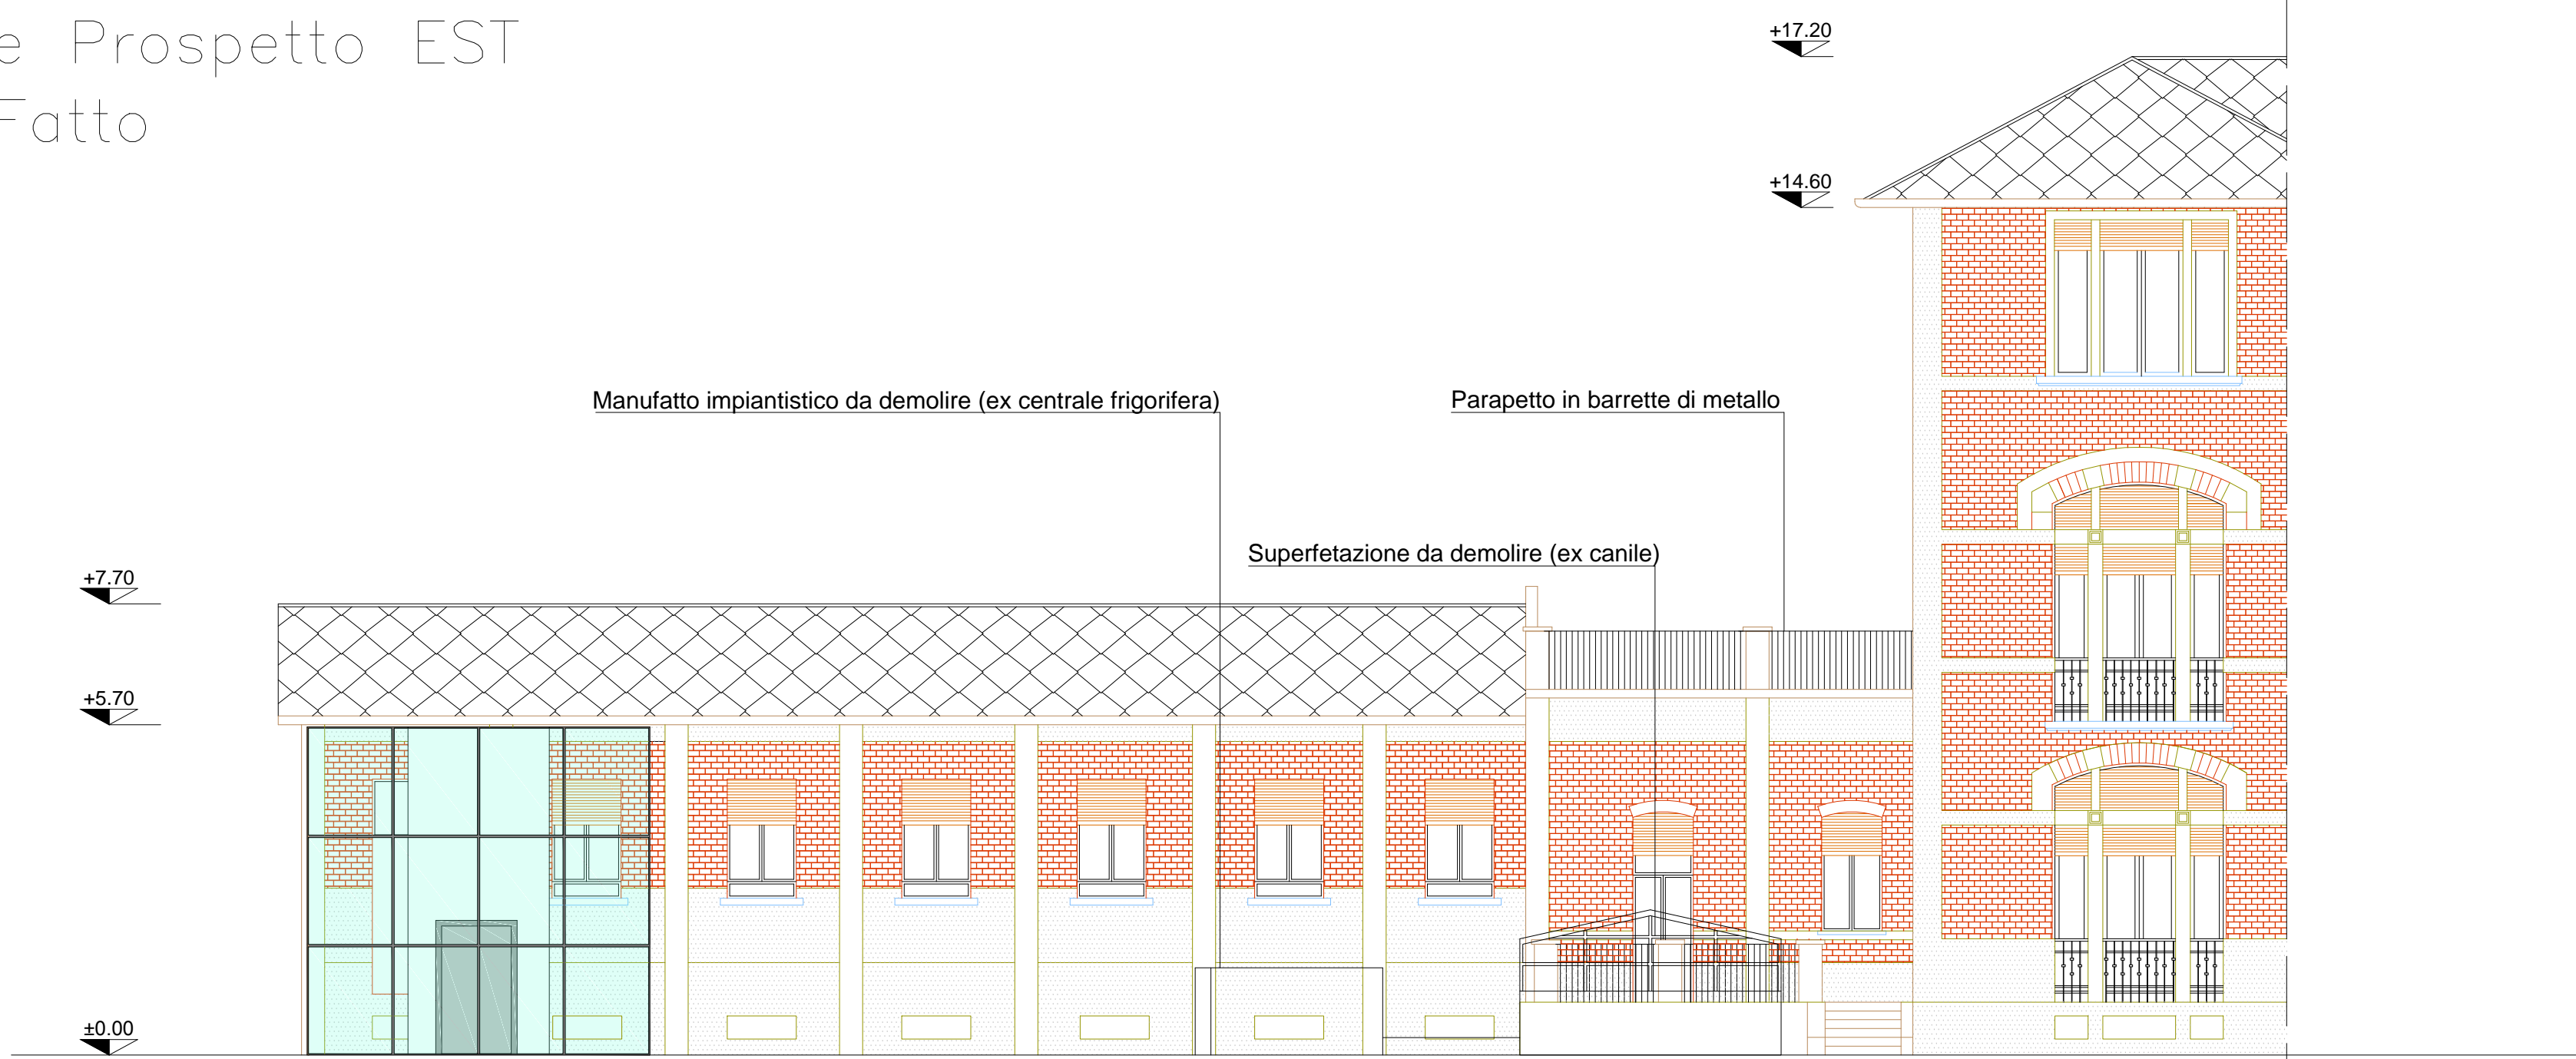 e Prospetto EST
Fatto
+17.20
+14.60
Manufatto impiantistico da demolire (ex centrale frigorifera)
Parapetto in barrette di metallo
Superfetazione da demolire (ex canile)
+7.70
+5.70
±0.00